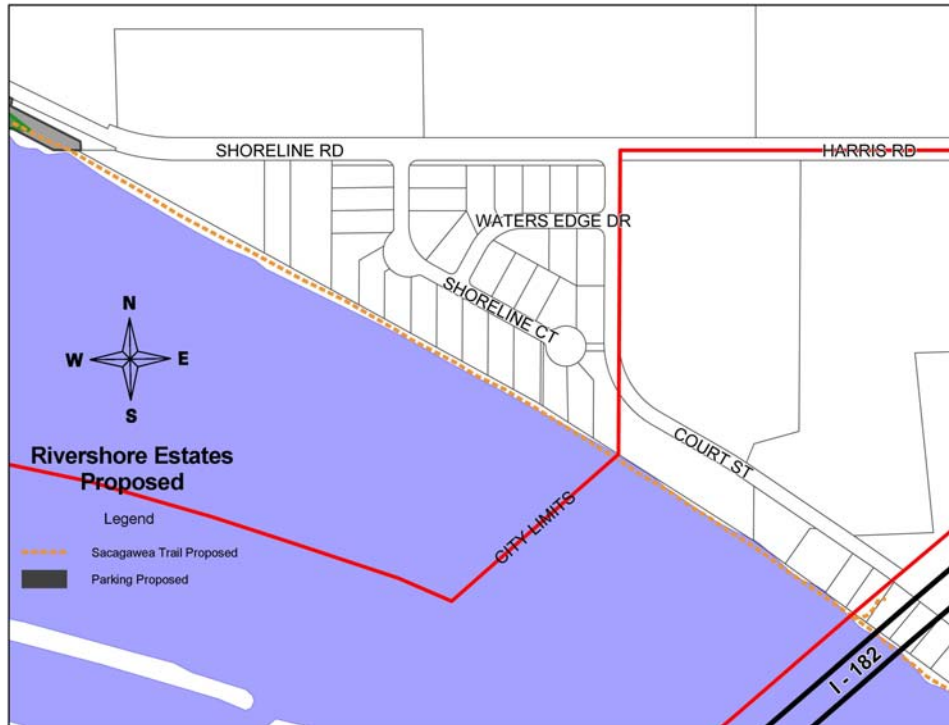 SHORELINE RD
HARRIS RD
WATERS EDGE DR
SHORELINE CT
N
W E
S
COURT ST
Rivershore Estates
Proposed
CITY LIMITS
Legend
Sacagawea Trail Proposed
Parking Proposed
I - 182